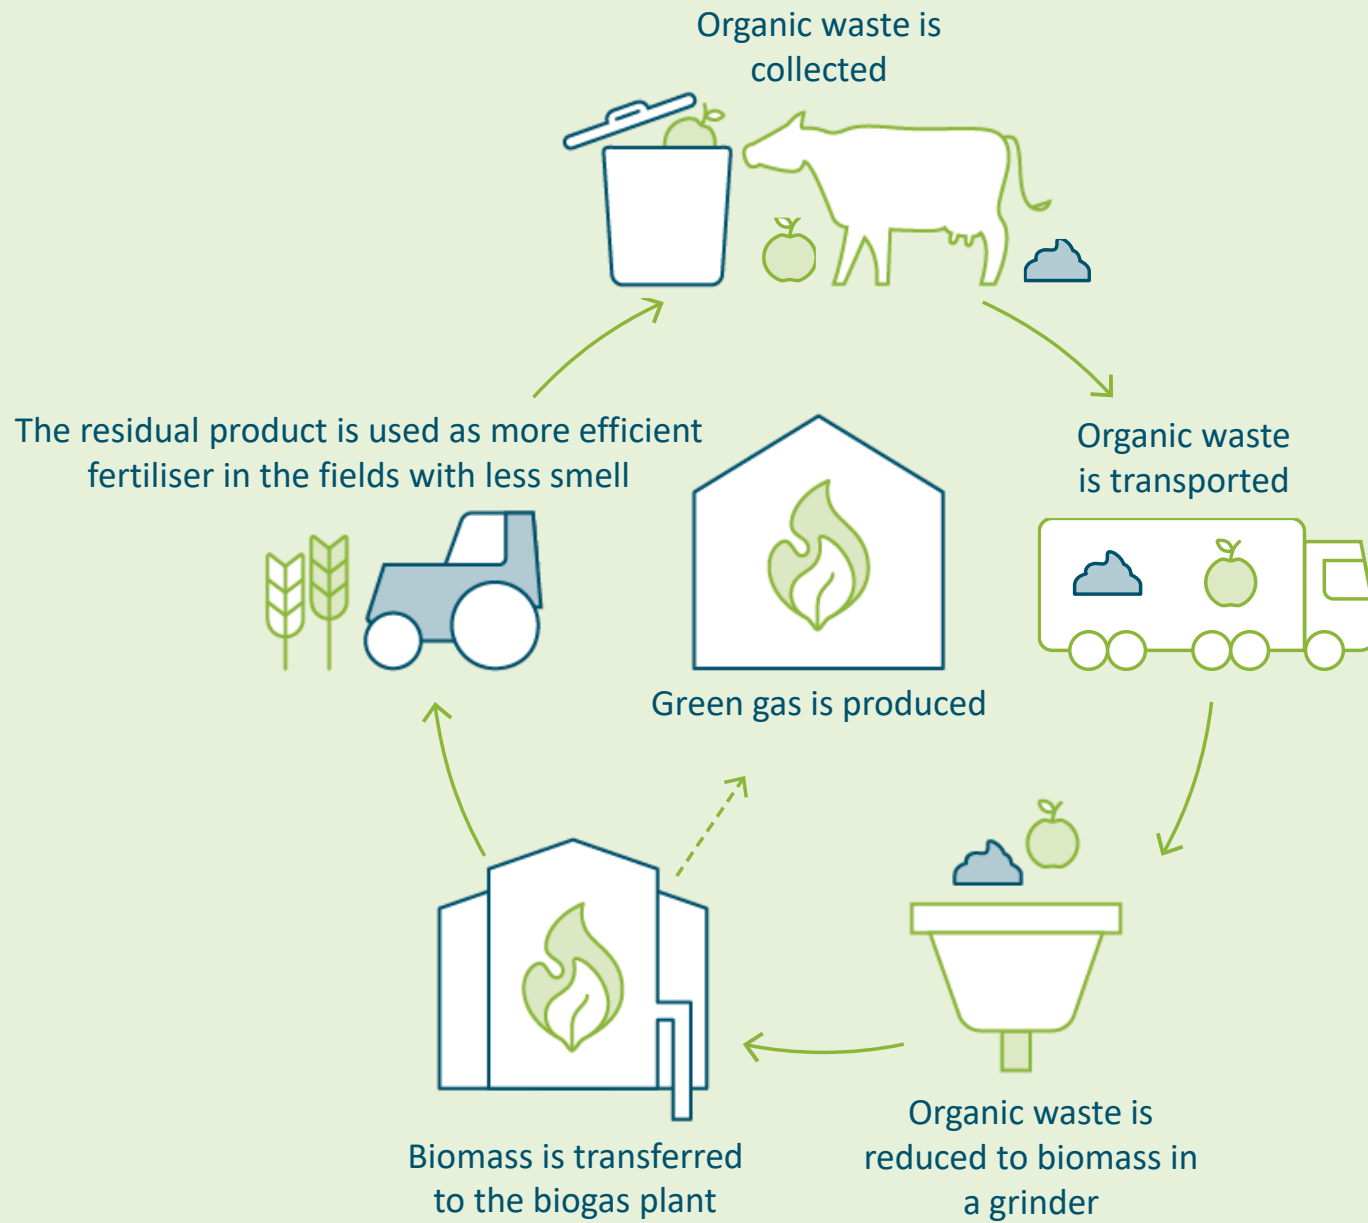 Organic waste is
collected
The residual product is used as more efficient
fertiliser in the fields with less smell
Organic waste
is transported
Green gas is produced
Organic waste is
reduced to biomass in
a grinder
Biomass is transferred
to the biogas plant